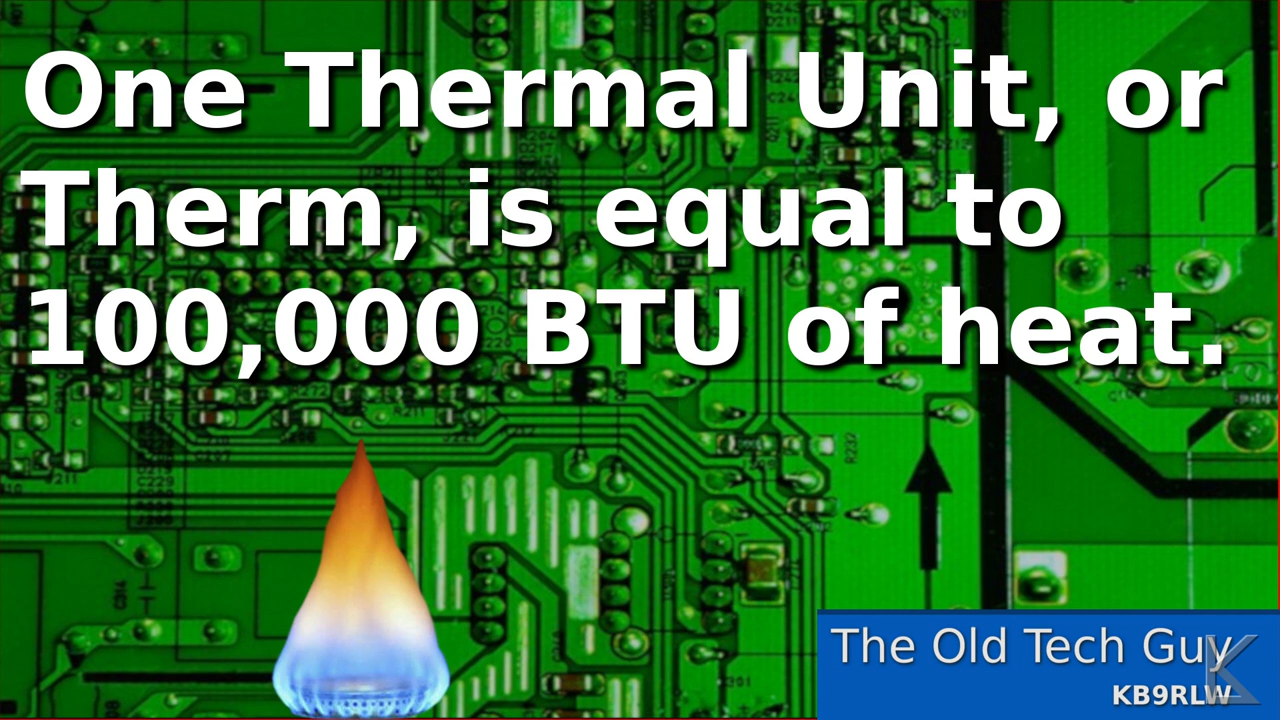 One Thermal Unit, or
Therm, is equal to
100,000 BTU of heat.
The Old Tech Guy
KB9RLW